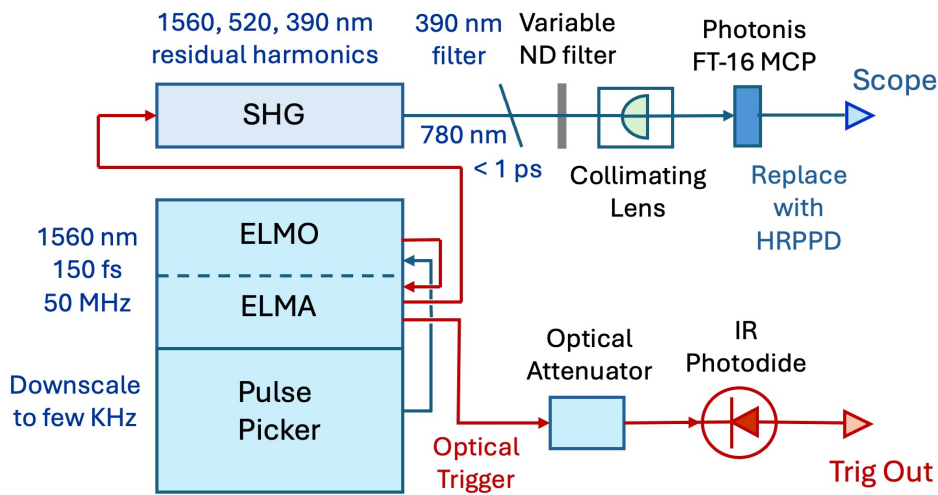 1560, 520, 390 nm
residual harmonics
390 nm
filter
Variable
ND filter
Photonis
FT-16 MCP
Scope
SHG
780 nm
< 1 ps
Collimating
Lens
Replace
with
HRPPD
1560 nm
150 fs
50 MHz
ELMO
ELMA
Downscale
to few KHz
Pulse
Picker
Optical
Attenuator
IR
Photodide
Optical
Trigger
Trig Out